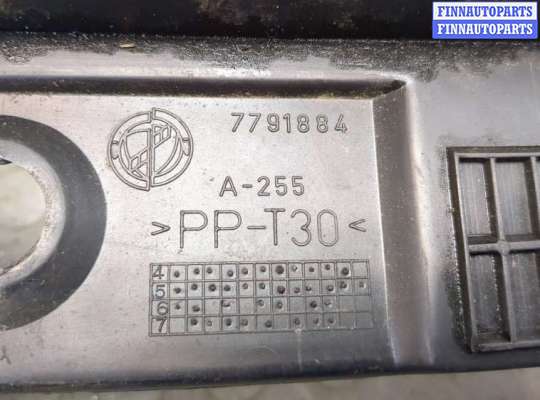 FINNAUTOPARTS
FINNAUTOPARTS
7791884
A-255
>PP-T30<
4
5
6
7